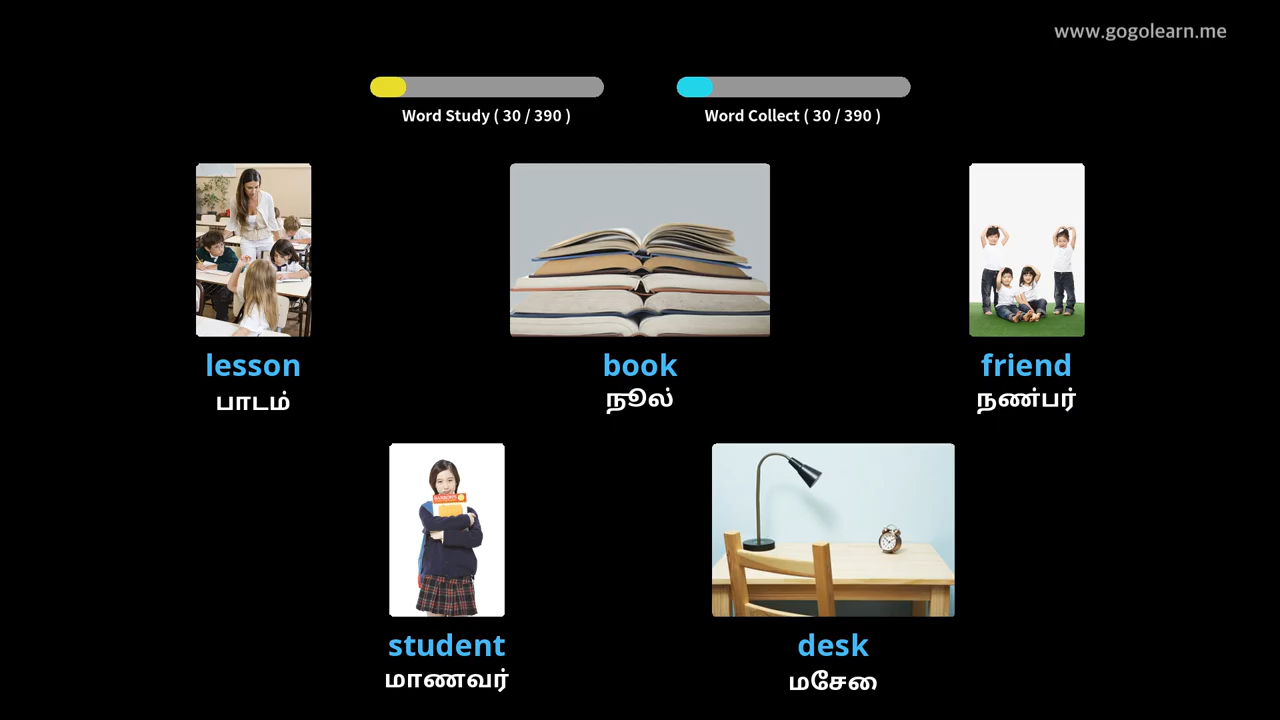 www.gogolearn.me
Word Study ( 30 / 390 )
Word Collect ( 30 / 390 )
lesson
பாடம்
book
நூல்
friend
நண்பர்
student
மாணவர்
desk
மசேை